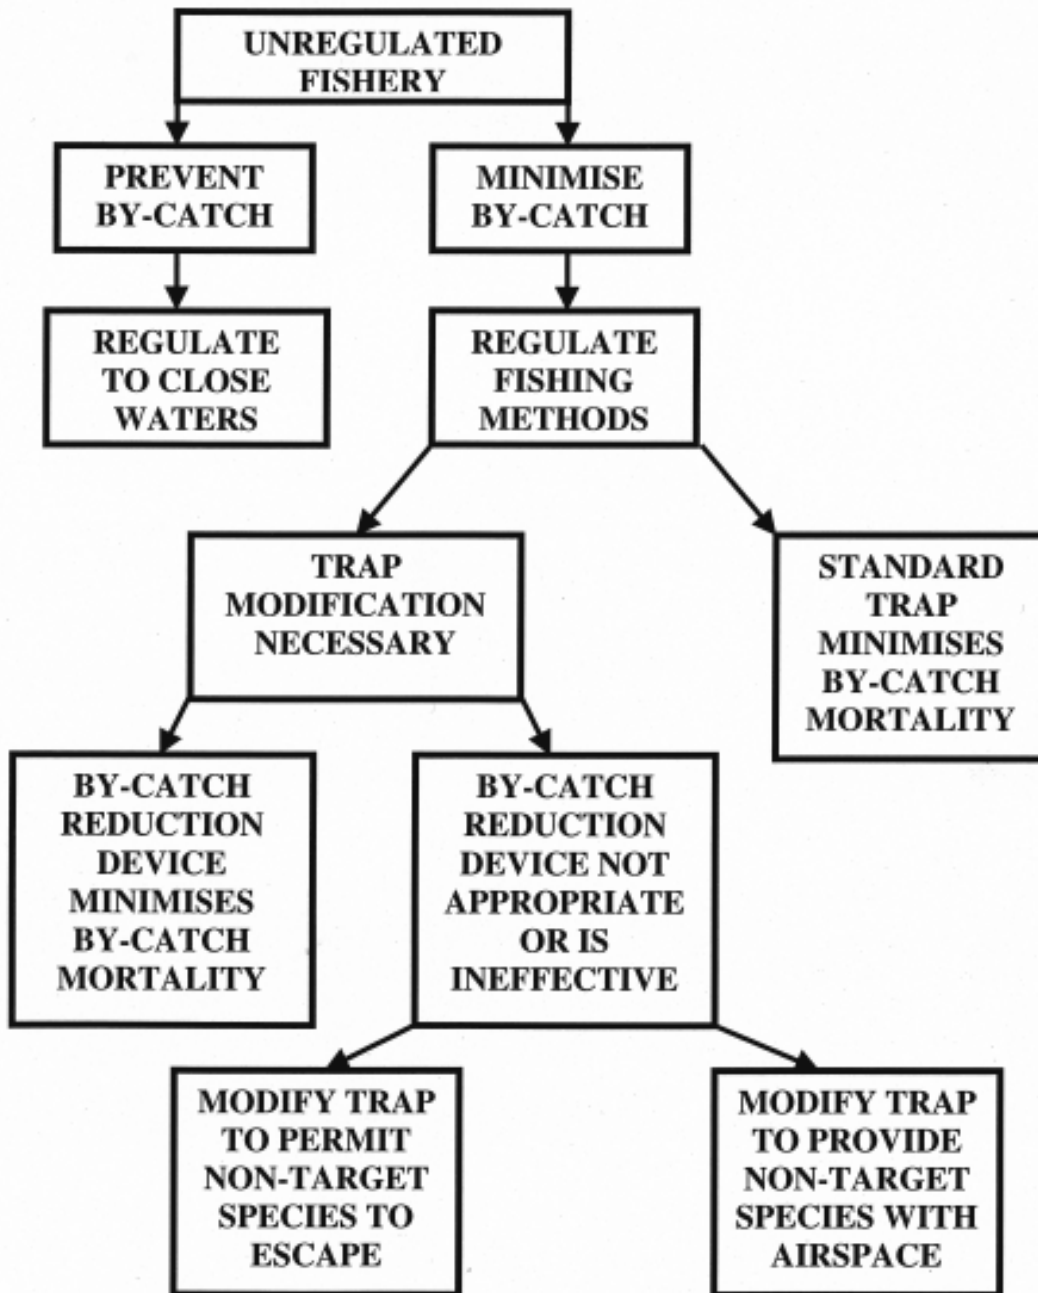 UNREGULATED
FISHERY
PREVENT
BY-CATCH
MINIMISE
BY-CATCH
REGULATE
TO CLOSE
WATERS
REGULATE
FISHING
METHODS
TRAP
MODIFICATION
NECESSARY
STANDARD
TRAP
MINIMISES
BY-CATCH
MORTALITY
BY-CATCH
REDUCTION
DEVICE
MINIMISES
BY-CATCH
MORTALITY
BY-CATCH
REDUCTION
DEVICE NOT
APPROPRIATE
OR IS
INEFFECTIVE
MODIFY TRAP
TO PERMIT
NON-TARGET
SPECIES TO
ESCAPE
MODIFY TRAP
TO PROVIDE
NON-TARGET
SPECIES WITH
AIRSPACE